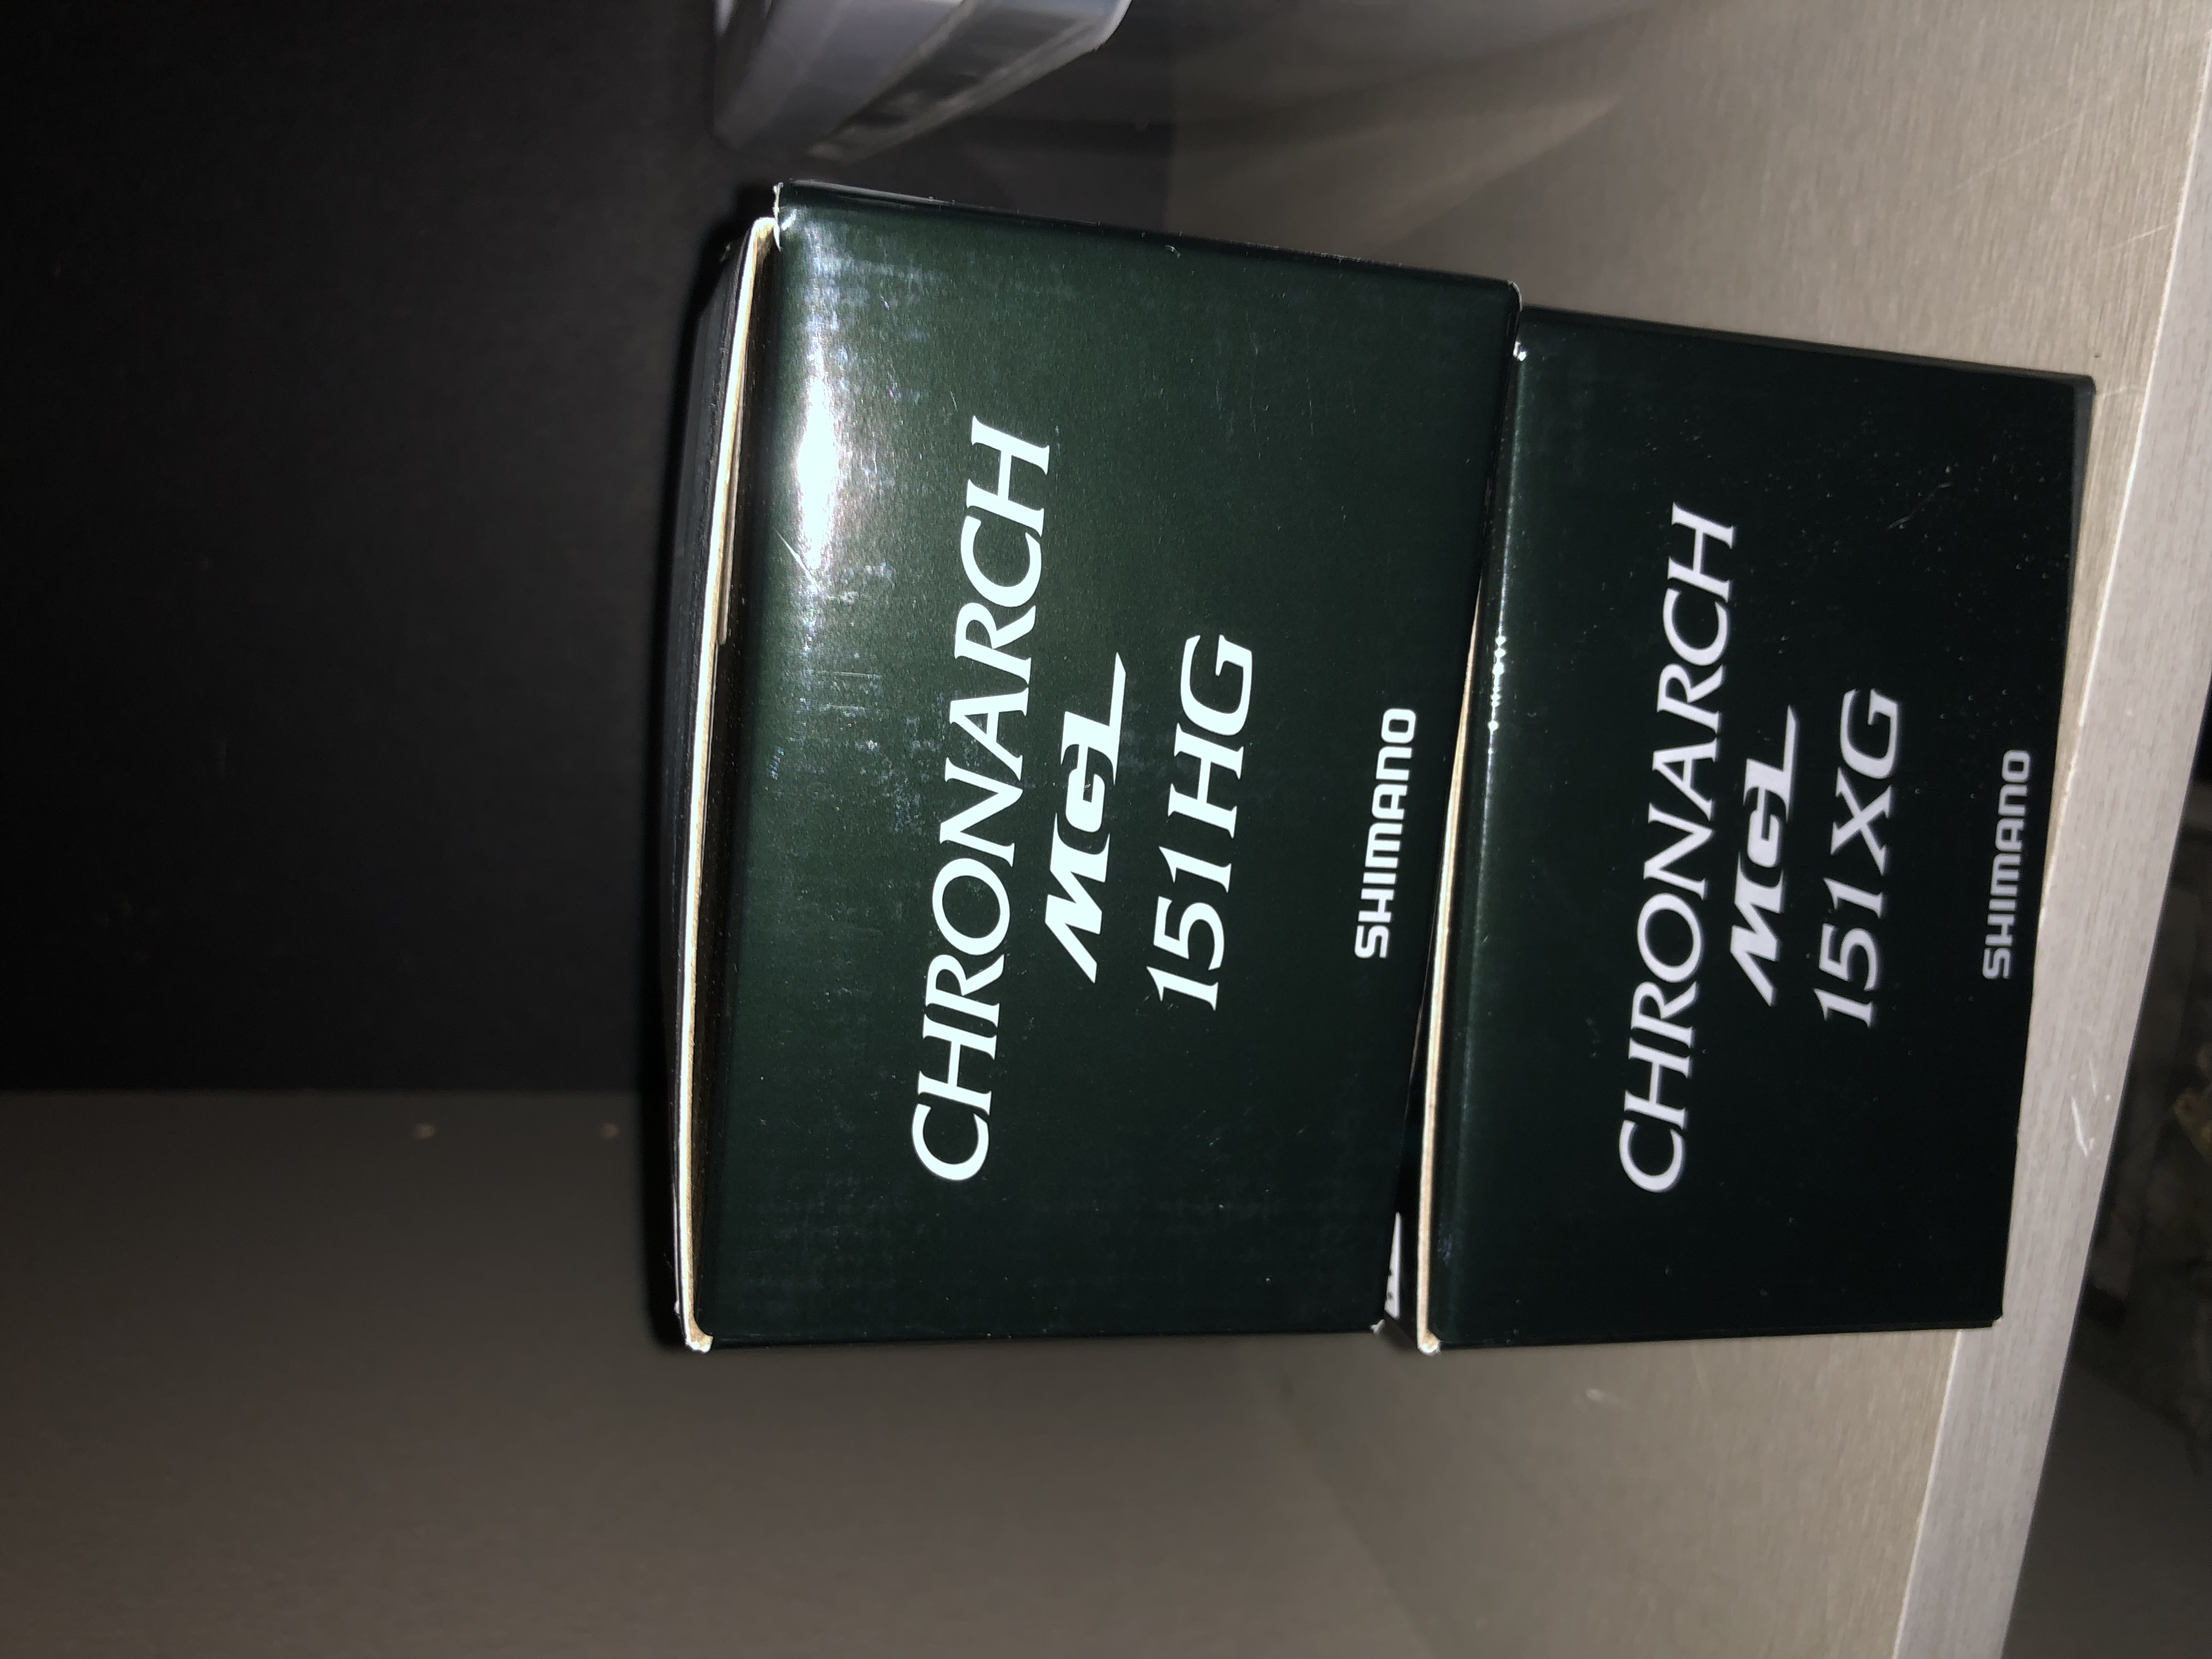 CHRONARCH
MGL
151HG
SHIMANO
CHRONARCH
MGL
151XG
SHIMANO